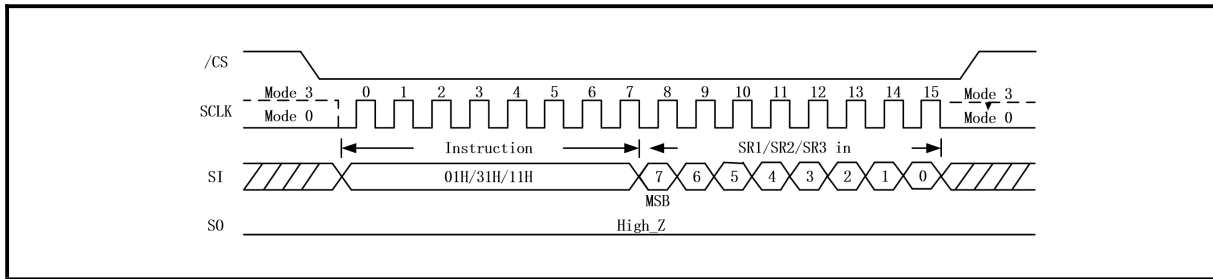 /CS
Mode 3 0 1 2 3 4 5 6 7 8 9 10 11 12 13 14 15 Mode 3
SCLK
Mode 0 Mode 0
Instruction SR1/SR2/SR3 in
SI 01H/31H/11H 7 6 5 4 3 2 1 0
MSB
SO High_Z